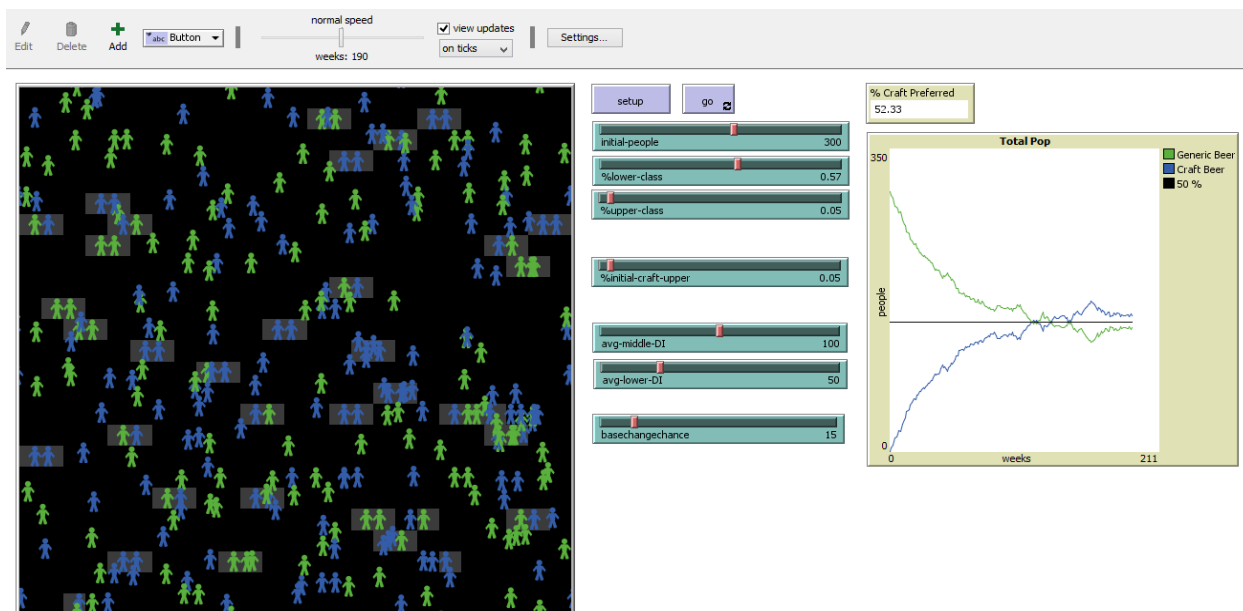 normal speed
view updates
Edit Delete Add abc Button on ticks Settings...
weeks: 190
setup go % Craft Preferred
52.33
initial-people 300
Total Pop
%lower-class 0.57
%upper-class 0.05
%initial-craft-upper 0.05
avg-middle-DI 100
avg-lower-DI 50
basechangechance 15
350
people
0
0 weeks 211
Generic Beer
Craft Beer
50 %